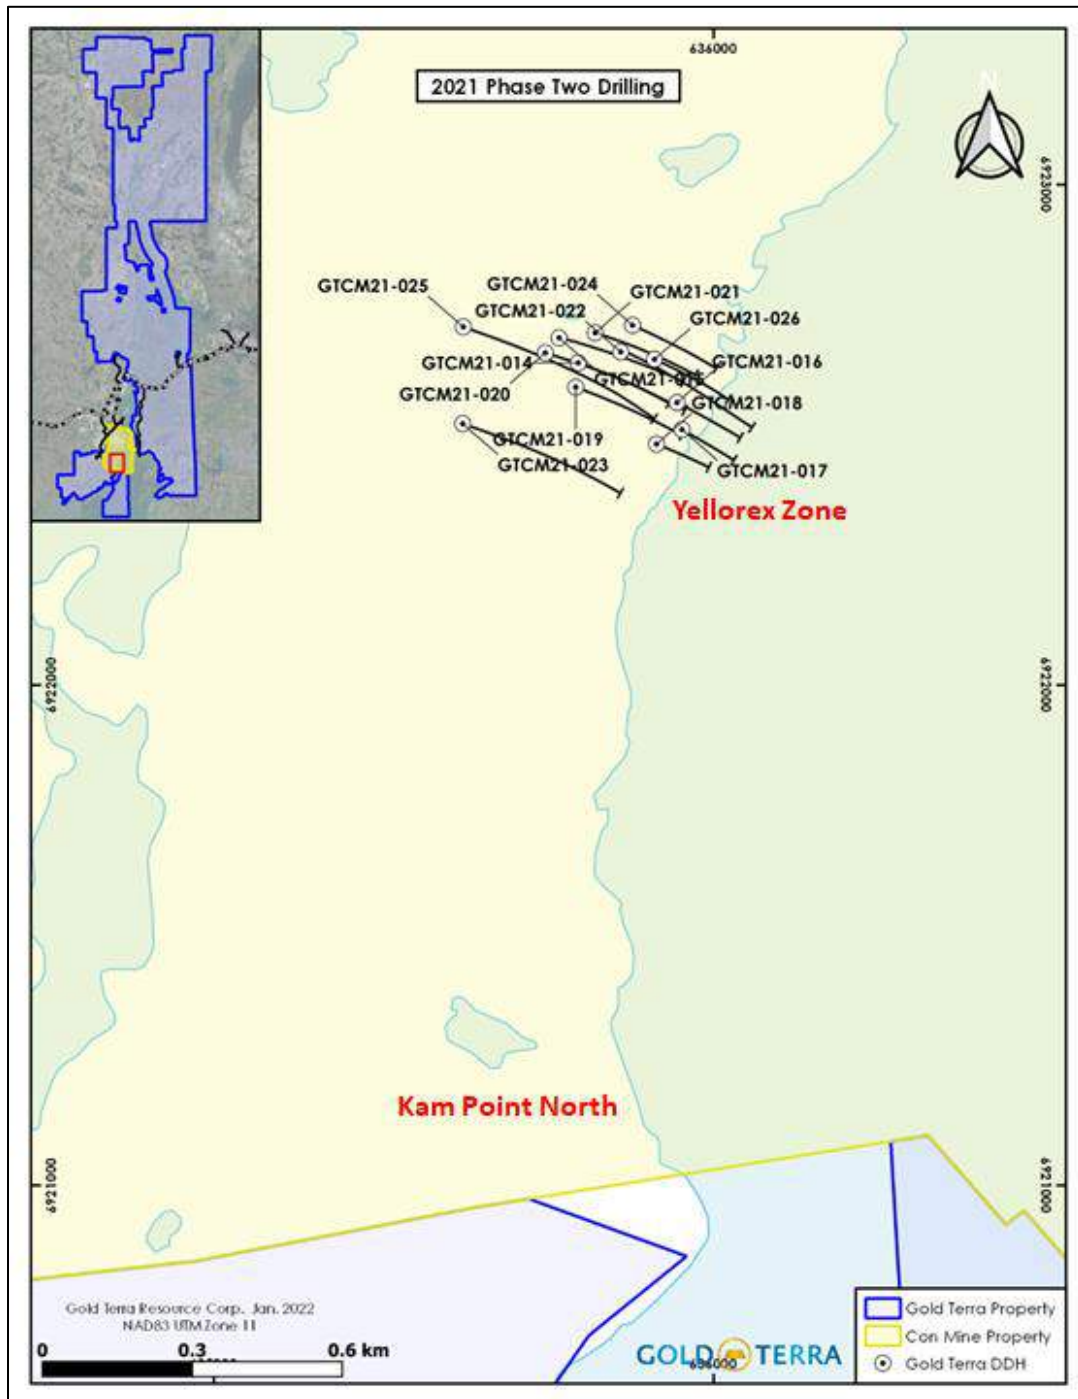 636000
2021 Phase Two Drilling
N
6923000
GTCM21-025
GTCM21-024
GTCM21-021
GTCM21-022
GTCM21-026
GTCM21-014
GTCM21-016
GTCM21-015
GTCM21-020
GTCM21-018
GTCM21-019
GTCM21-023
GTCM21-017
Yellorex Zone
6922000
6922000
Kam Point North
6921000
6921000
Gold Terra Resource Corp. Jan. 2022
NAD83 UTM Zone 11
0 0.3 0.6 km
GOLD TERRA
636000
Gold Terra Property
Con Mine Property
Gold Terra DDH